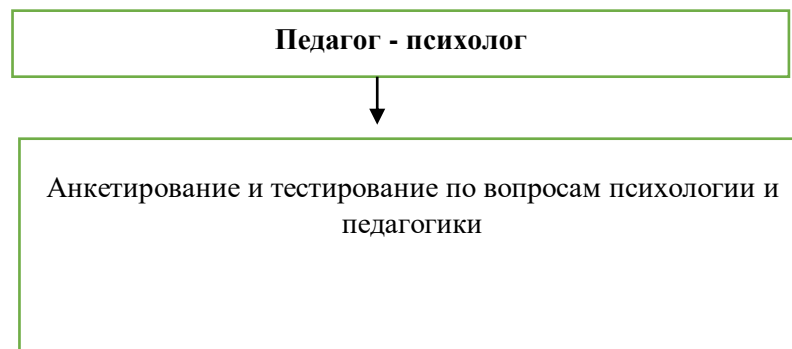 Педагог - психолог
Анкетирование и тестирование по вопросам психологии и
педагогики